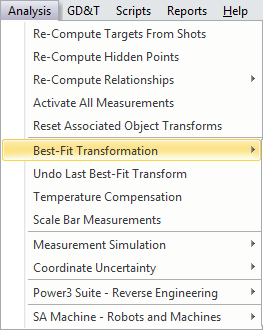 Analysis GD&T Scripts Reports Help
Re-Compute Targets From Shots
Re-Compute Hidden Points
Re-Compute Relationships
Activate All Measurements
Reset Associated Object Transforms
Best-Fit Transformation
Undo Last Best-Fit Transform
Temperature Compensation
Scale Bar Measurements
Measurement Simulation
Coordinate Uncertainty
Power3 Suite - Reverse Engineering
SA Machine - Robots and Machines